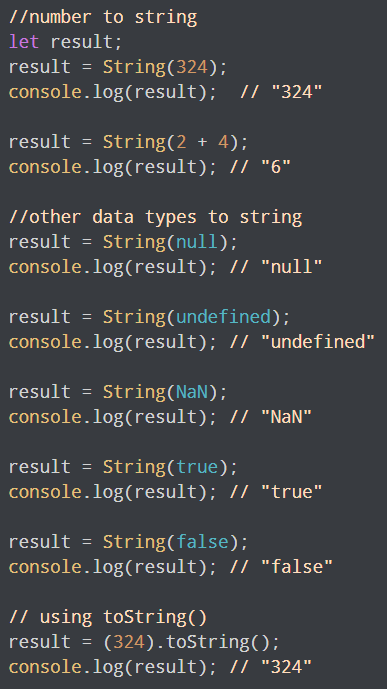 //number to string
let result;
result = String(324);
console.log(result);  // "324"
result = String(2 + 4);
console.log(result); // "6"
//other data types to string
result = String(null);
console.log(result); // "null"
result = String(undefined);
console.log(result); // "undefined"
result = String(NaN);
console.log(result); // "NaN"
result = String(true);
console.log(result); // "true"
result = String(false);
console.log(result); // "false"
// using toString()
result = (324).toString();
console.log(result); // "324"